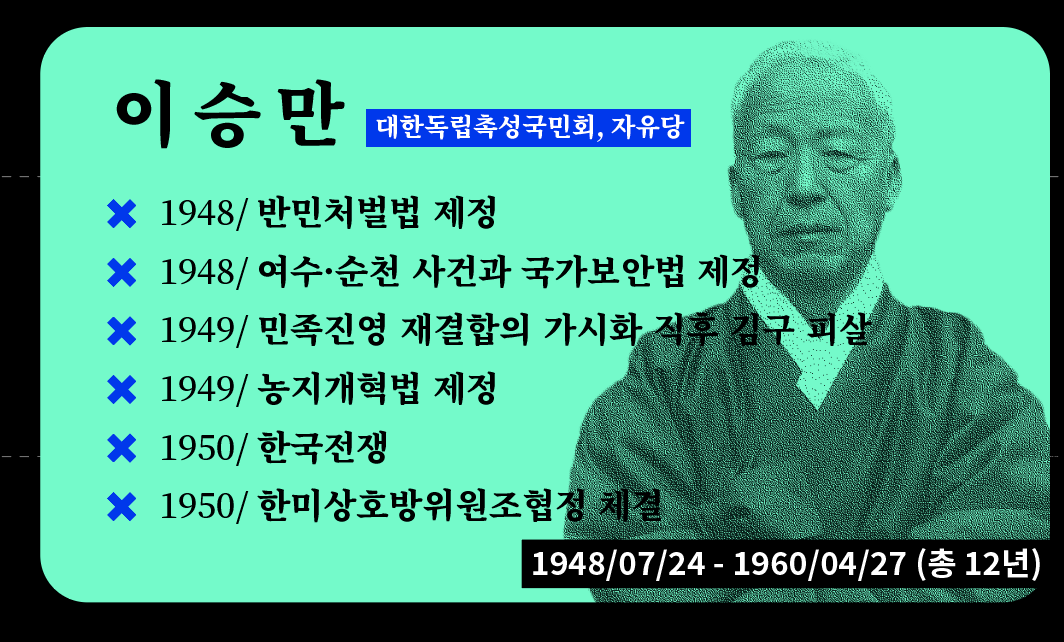 이승만 대한독립촉성국민회, 자유당
1948/ 반민처벌법 제정
1948/ 여수·순천 사건과 국가보안법 제정
1949/ 민족진영 재결합의 가시화 직후 김구 피살
1949/ 농지개혁법 제정
1950/ 한국전쟁
1950/ 한미상호방위원조협정 체결
1948/07/24 - 1960/04/27 (총 12년)